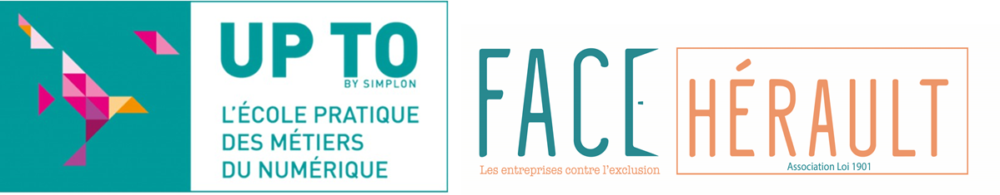 UP TO
BY SIMPLON
L'ÉCOLE PRATIQUE
DES MÉTIERS
DU NUMÉRIQUE
FACE
HÉRAULT
Les entreprises contre l'exclusion
Association Loi 1901